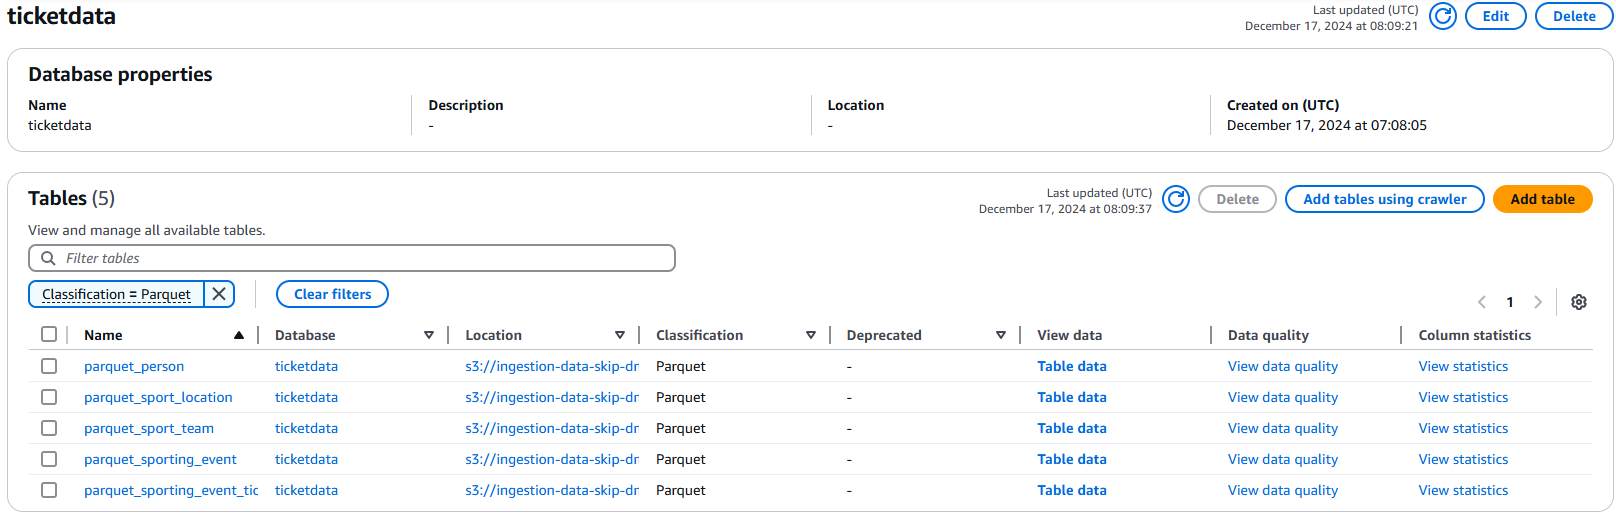 ticketdata
Last updated (UTC)
December 17, 2024 at 08:09:21
Edit
Delete
Database properties
Name
ticketdata
Description
-
Location
-
Created on (UTC)
December 17, 2024 at 07:08:05
Tables (5)
Last updated (UTC)
December 17, 2024 at 08:09:37
Delete
Add tables using crawler
Add table
View and manage all available tables.
Filter tables
Classification = Parquet
Clear filters
1
Name Database Location Classification Deprecated View data Data quality Column statistics
parquet_person ticketdata s3://ingestion-data-skip-dr Parquet - Table data View data quality View statistics
parquet_sport_location ticketdata s3://ingestion-data-skip-dr Parquet - Table data View data quality View statistics
parquet_sport_team ticketdata s3://ingestion-data-skip-dr Parquet - Table data View data quality View statistics
parquet_sporting_event ticketdata s3://ingestion-data-skip-dr Parquet - Table data View data quality View statistics
parquet_sporting_event_tic ticketdata s3://ingestion-data-skip-dr Parquet - Table data View data quality View statistics